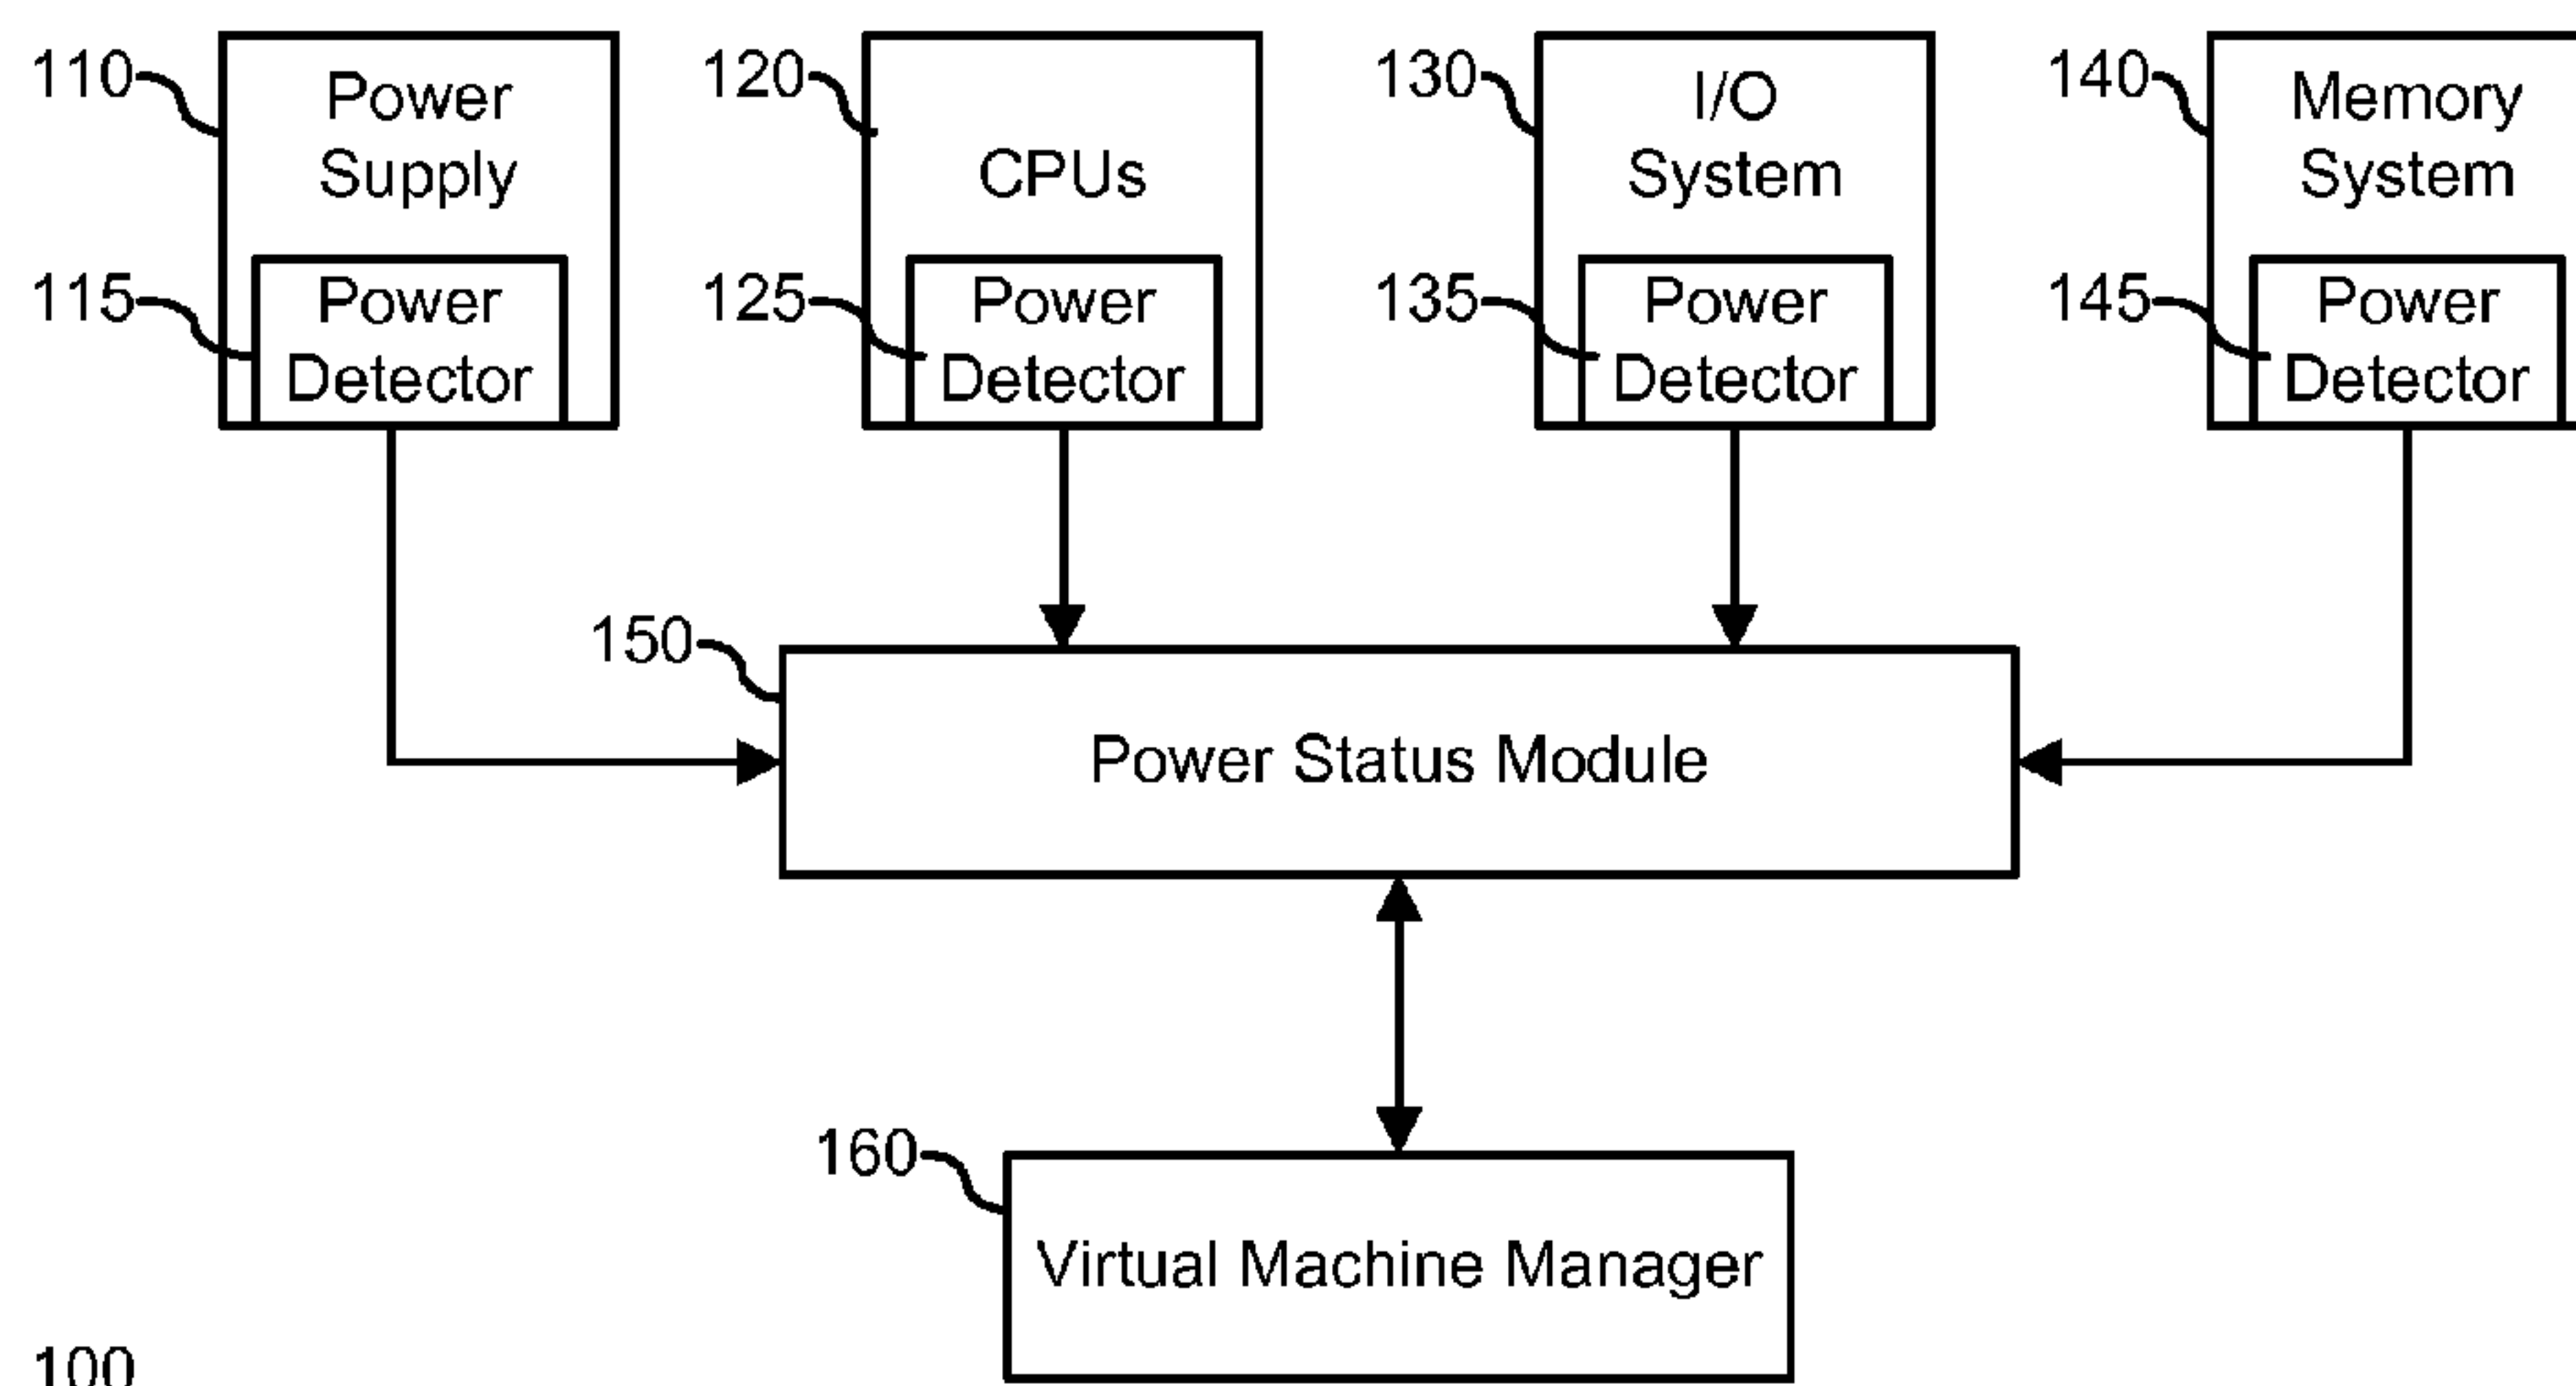 110
Power
Supply
120
CPUs
130
I/O
System
140
Memory
System
115
Power
Detector
125
Power
Detector
135
Power
Detector
145
Power
Detector
150
Power Status Module
160
Virtual Machine Manager
100